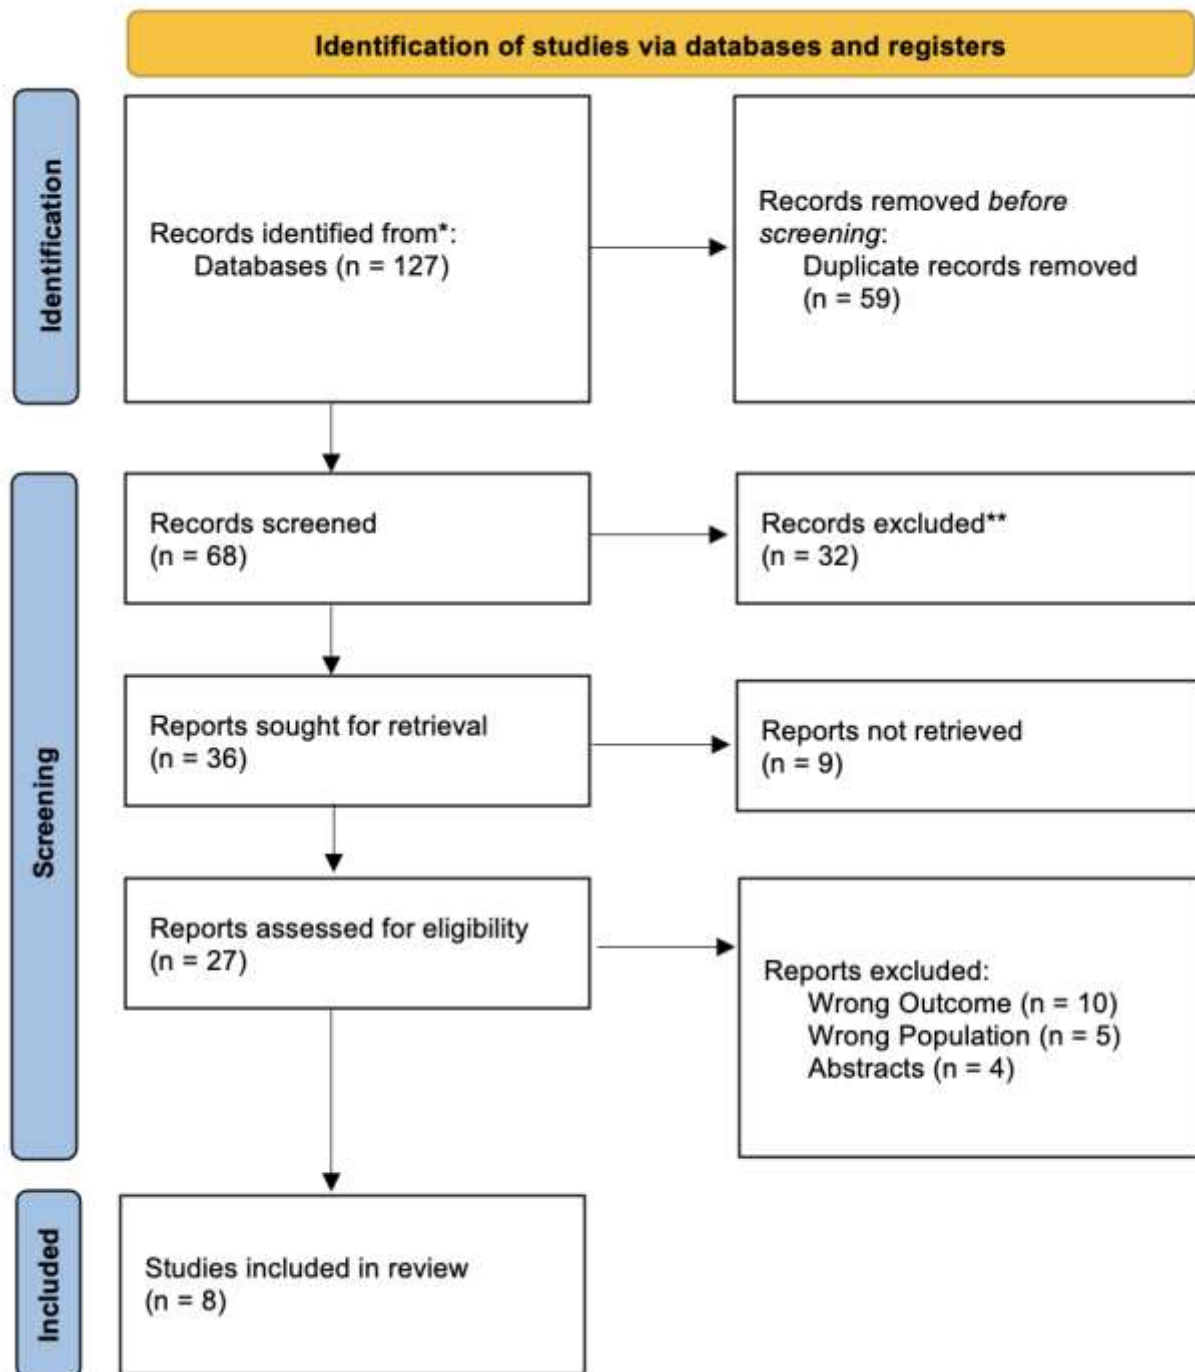 Identification of studies via databases and registers
Identification
Records identified from*:
Databases (n = 127)
Records removed before
screening:
Duplicate records removed
(n = 59)
Screening
Records screened
(n = 68)
Records excluded**
(n = 32)
Reports sought for retrieval
(n = 36)
Reports not retrieved
(n = 9)
Reports assessed for eligibility
(n = 27)
Reports excluded:
Wrong Outcome (n = 10)
Wrong Population (n = 5)
Abstracts (n = 4)
Included
Studies included in review
(n = 8)